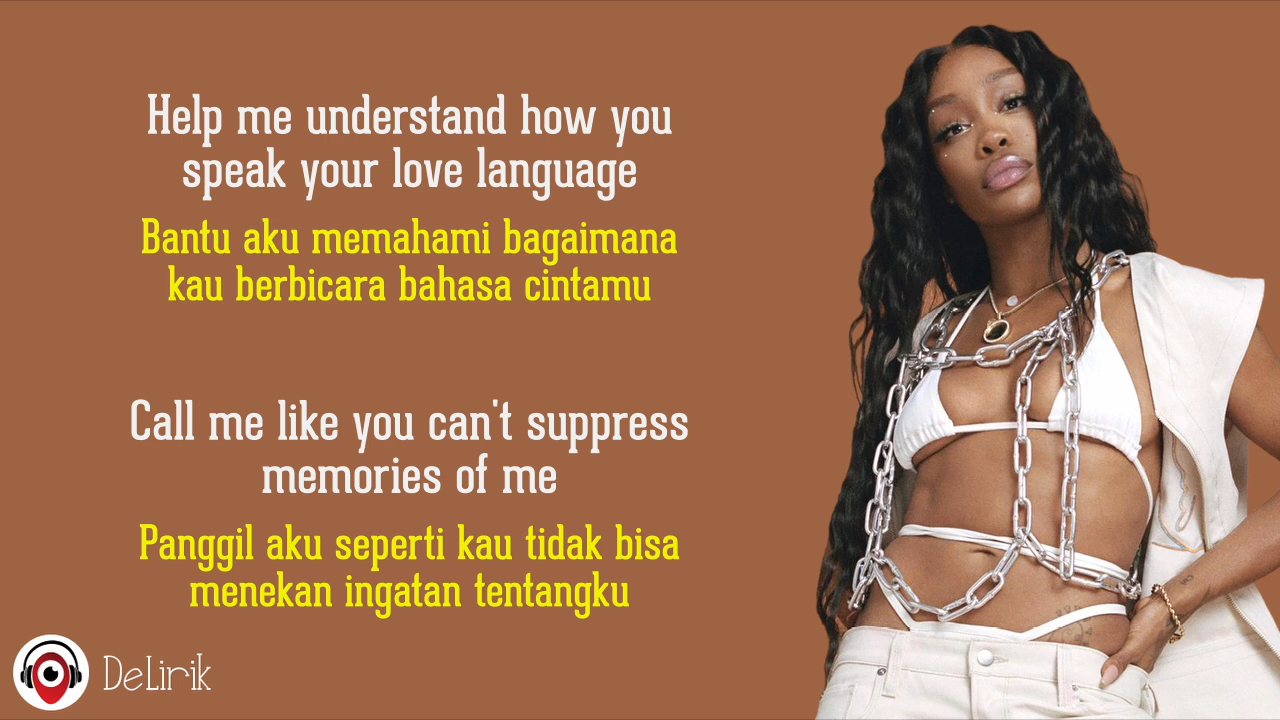 Help me understand how you
speak your love language
Bantu aku memahami bagaimana
kau berbicara bahasa cintamu
Call me like you can't suppress
memories of me
Panggil aku seperti kau tidak bisa
menekan ingatan tentangku
DeLirik